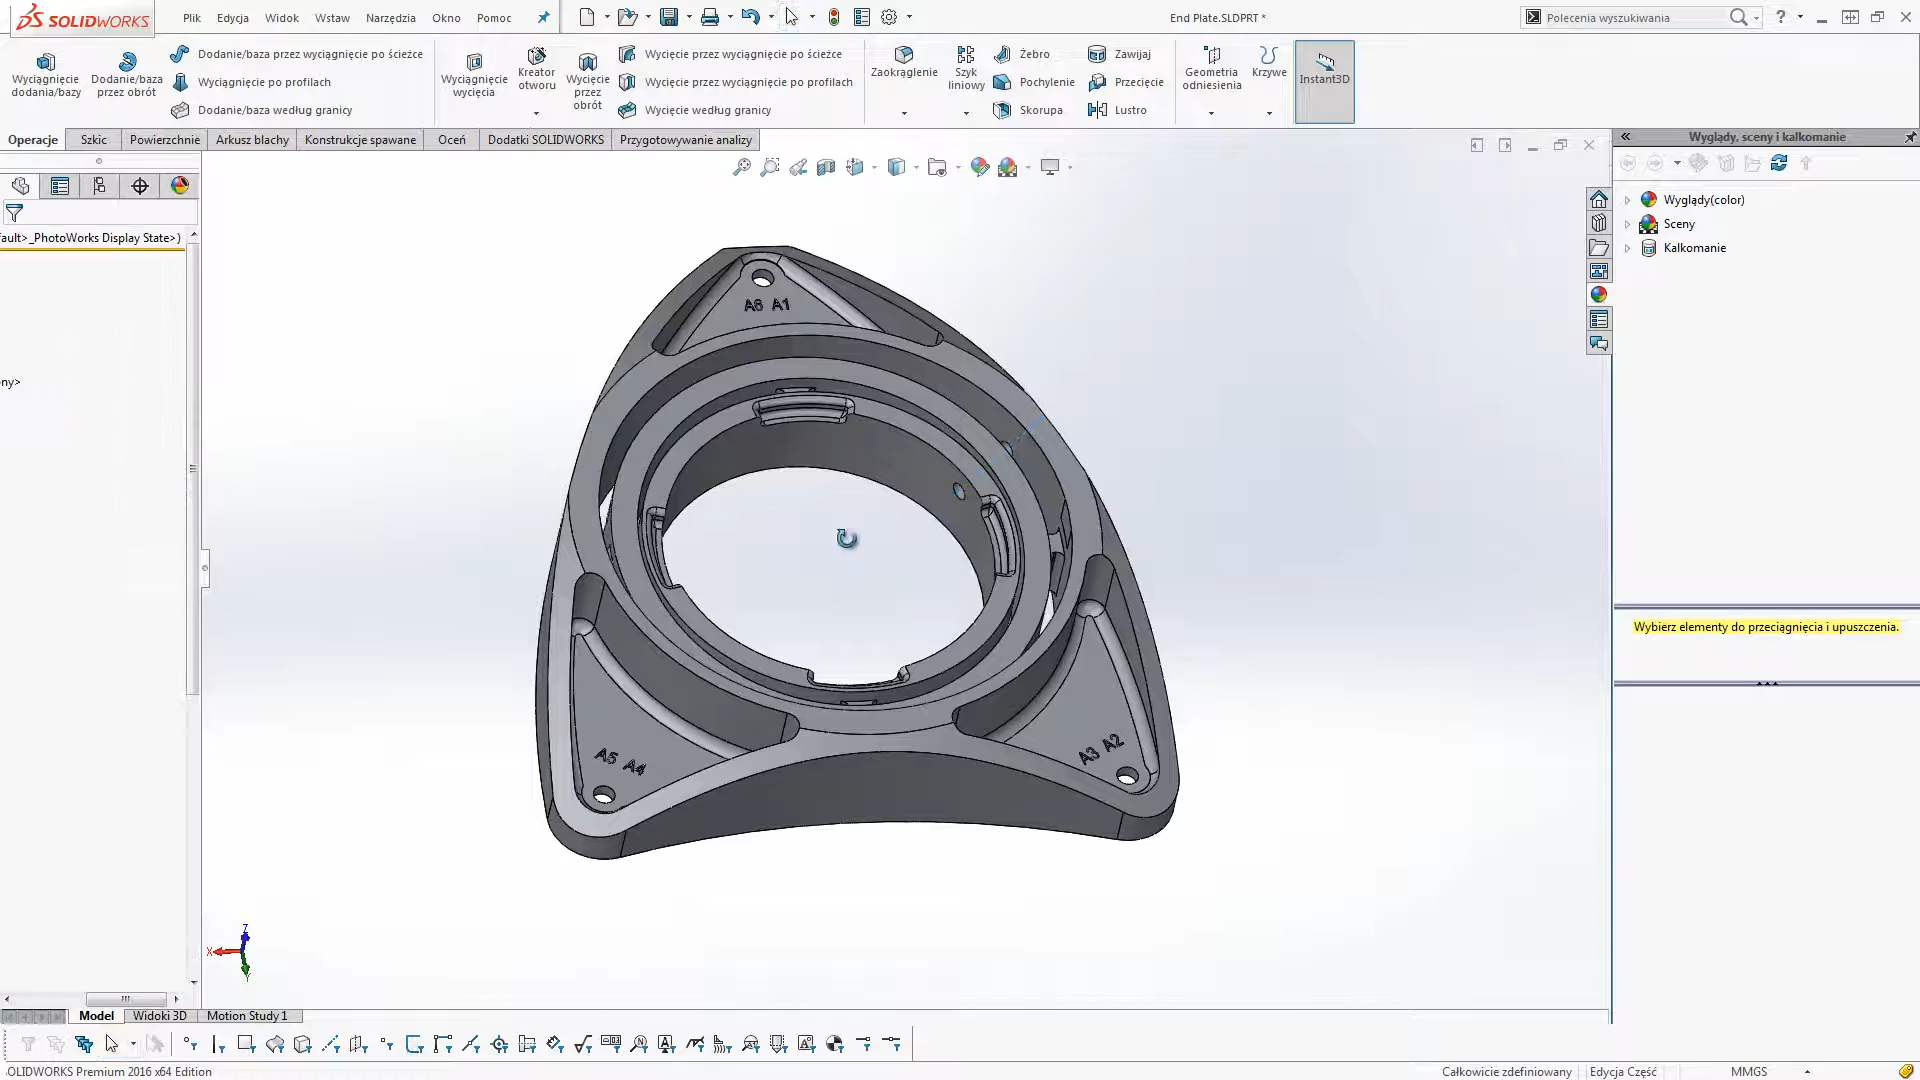 SOLIDWORKS
Plik Edycja Widok Wstaw Narzędzia Okno Pomoc
End Plate.SLDPRT *
Polecenia wyszukiwania
Wyciągnięcie dodania/bazy
Dodanie/baza przez obrót
Dodanie/baza przez wyciągnięcie po ścieżce
Wyciągnięcie po profilach
Dodanie/baza według granicy
Wyciągnięcie wycięcia
Kreator otworu
Wycięcie przez obrót
Wycięcie przez wyciągnięcie po ścieżce
Wycięcie przez wyciągnięcie po profilach
Wycięcie według granicy
Zaokrąglenie
Szyk liniowy
Żebro
Pochylenie
Skorupa
Zawijaj
Przecięcie
Lustro
Geometria odniesienia
Krzywe
Instant3D
Operacje Szkic Powierzchnie Arkusz blachy Konstrukcje spawane Oceń Dodatki SOLIDWORKS Przygotowywanie analizy
Wyglądy, sceny i kalkomanie
fault>_PhotoWorks Display State>)
ny>
Wyglądy(color)
Sceny
Kalkomanie
Wybierz elementy do przeciągnięcia i upuszczenia.
A6 A1
A5 A4
A3 A2
Z
X
Model Widoki 3D Motion Study 1
OLIDWORKS Premium 2016 x64 Edition
Całkowicie zdefiniowany Edycja Część MMGS